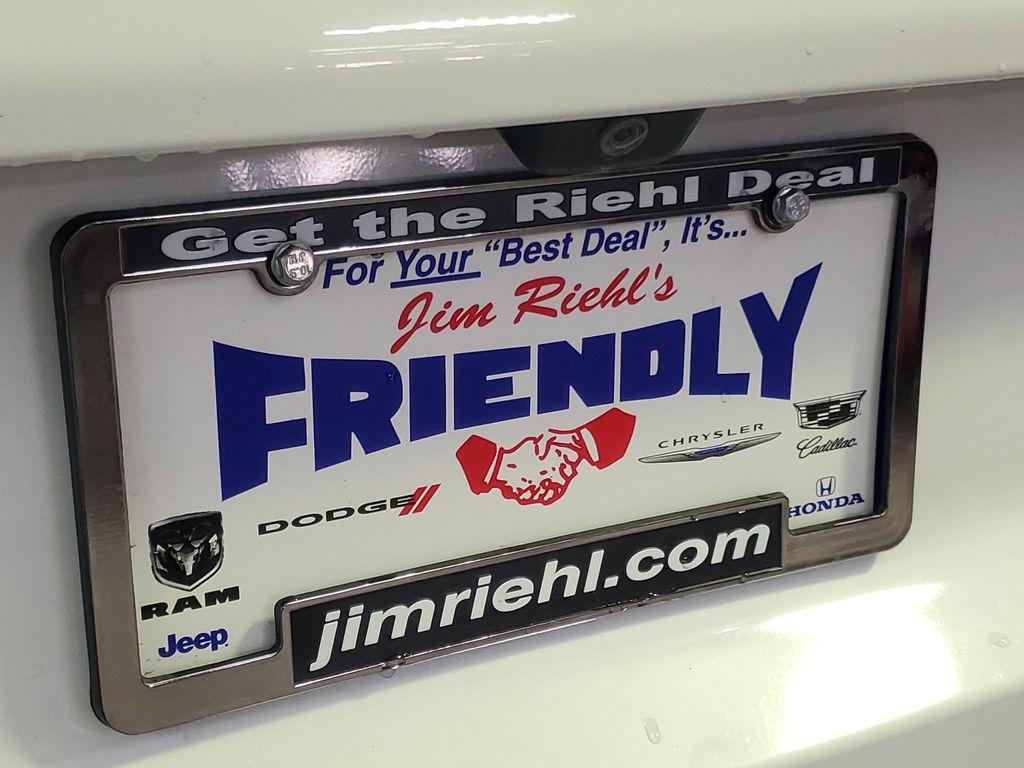 Get the Riehl Deal
For Your "Best Deal", It's...
Jim Riehl's
FRIENDLY
CHRYSLER
Cadillac
DODGE
HONDA
RAM
Jeep
jimriehl.com